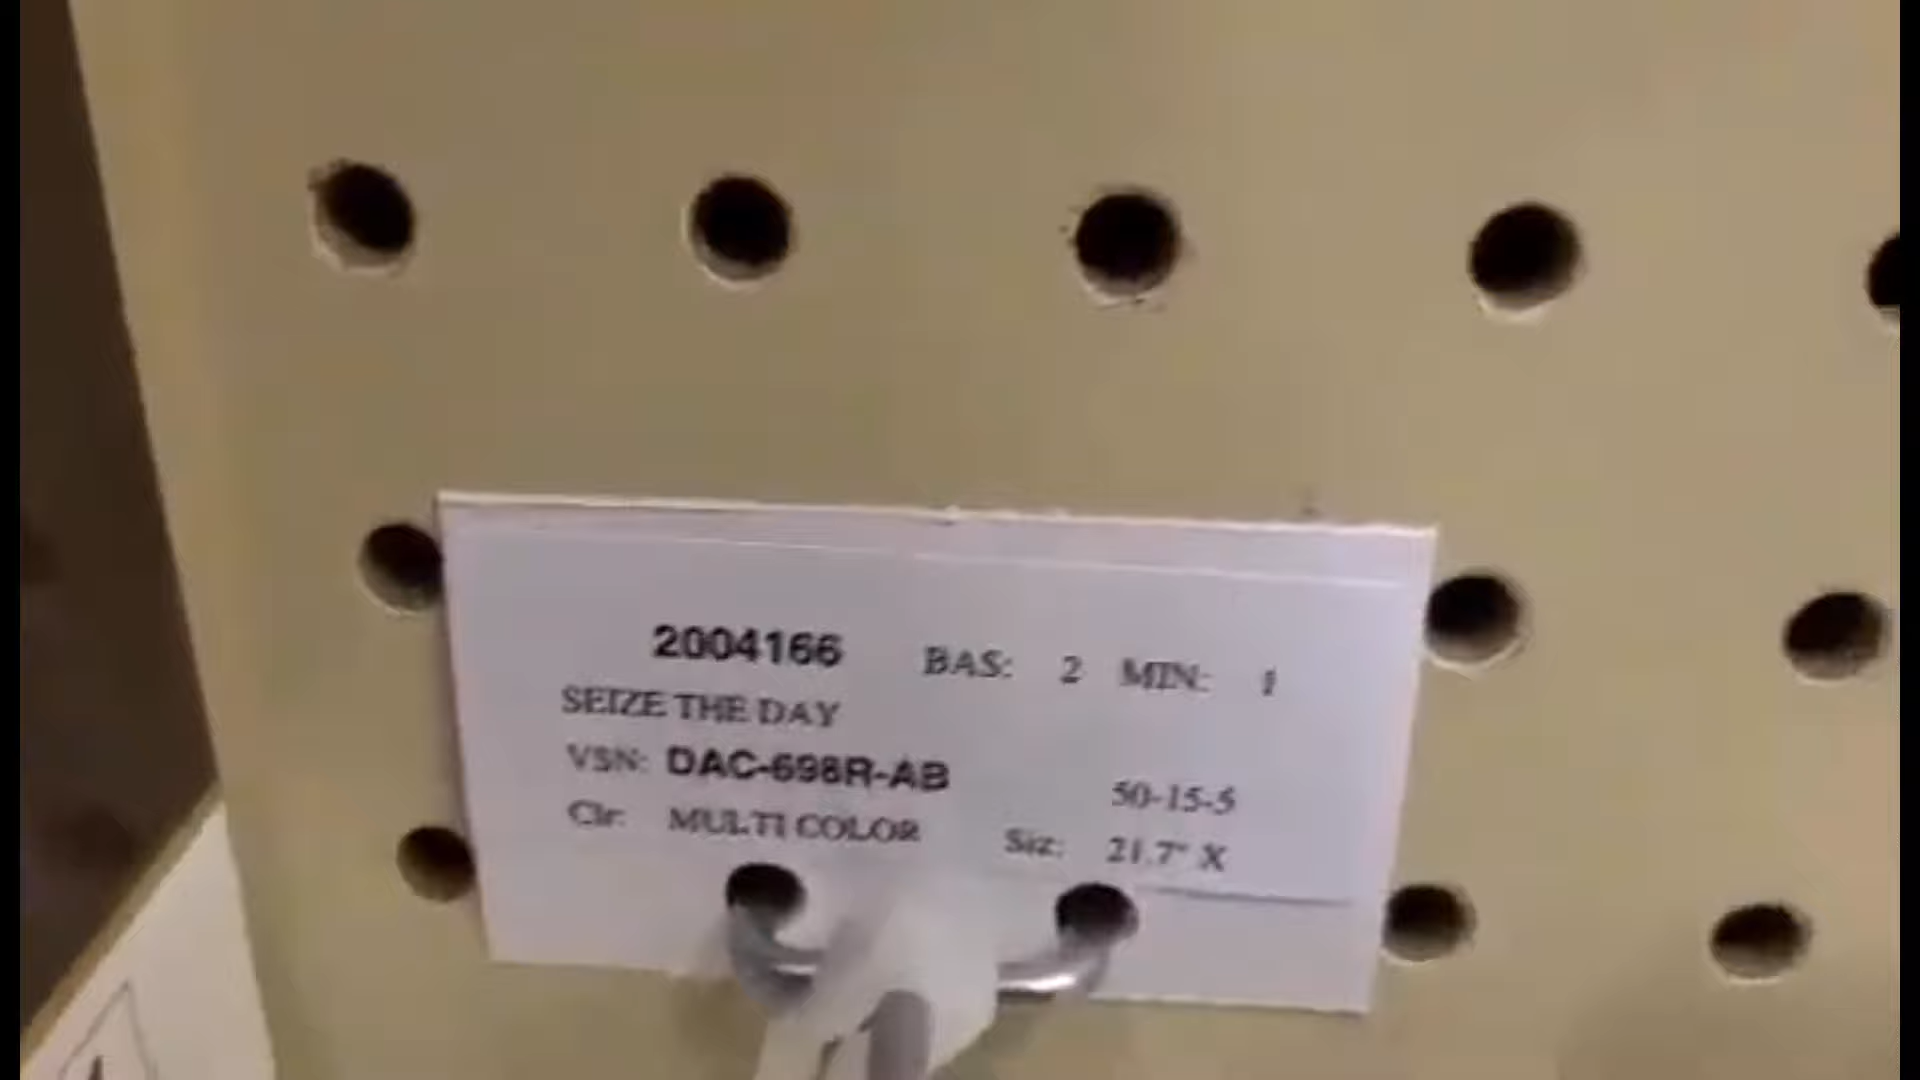 2004166 BAS: 2 MIN: 1
SEIZE THE DAY
VSN: DAC-698R-AB
50-15-5
Clr: MULTI COLOR Siz: 21.7" X